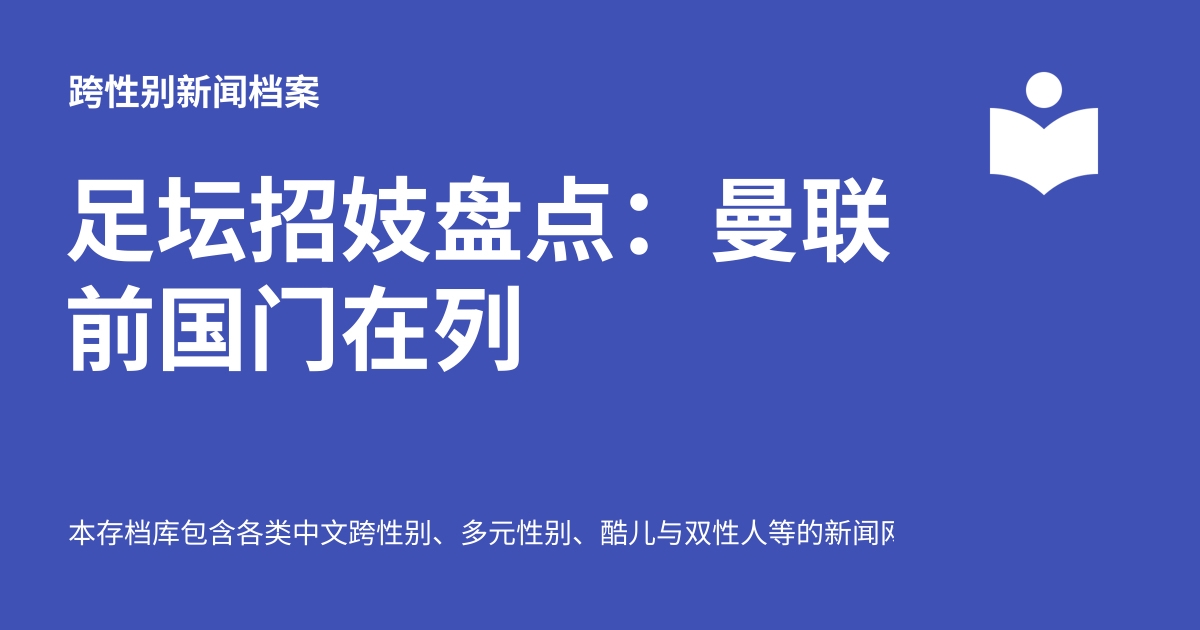 跨性别新闻档案
足坛招妓盘点：曼联
前国门在列
本存档库包含各类中文跨性别、多元性别、酷儿与双性人等的新闻